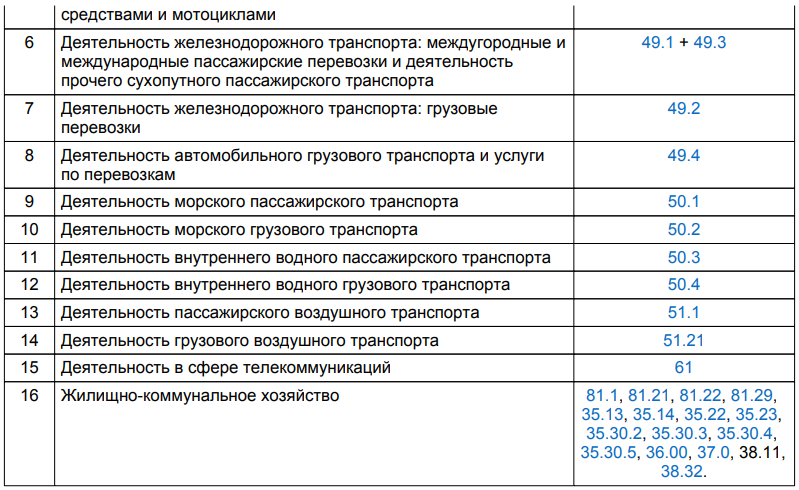 средствами и мотоциклами
6 Деятельность железнодорожного транспорта: междугородные и 49.1 + 49.3
международные пассажирские перевозки и деятельность
прочего сухопутного пассажирского транспорта
7 Деятельность железнодорожного транспорта: грузовые 49.2
перевозки
8 Деятельность автомобильного грузового транспорта и услуги 49.4
по перевозкам
9 Деятельность морского пассажирского транспорта 50.1
10 Деятельность морского грузового транспорта 50.2
11 Деятельность внутреннего водного пассажирского транспорта 50.3
12 Деятельность внутреннего водного грузового транспорта 50.4
13 Деятельность пассажирского воздушного транспорта 51.1
14 Деятельность грузового воздушного транспорта 51.21
15 Деятельность в сфере телекоммуникаций 61
16 Жилищно-коммунальное хозяйство 81.1, 81.21, 81.22, 81.29,
35.13, 35.14, 35.22, 35.23,
35.30.2, 35.30.3, 35.30.4,
35.30.5, 36.00, 37.0, 38.11,
38.32.